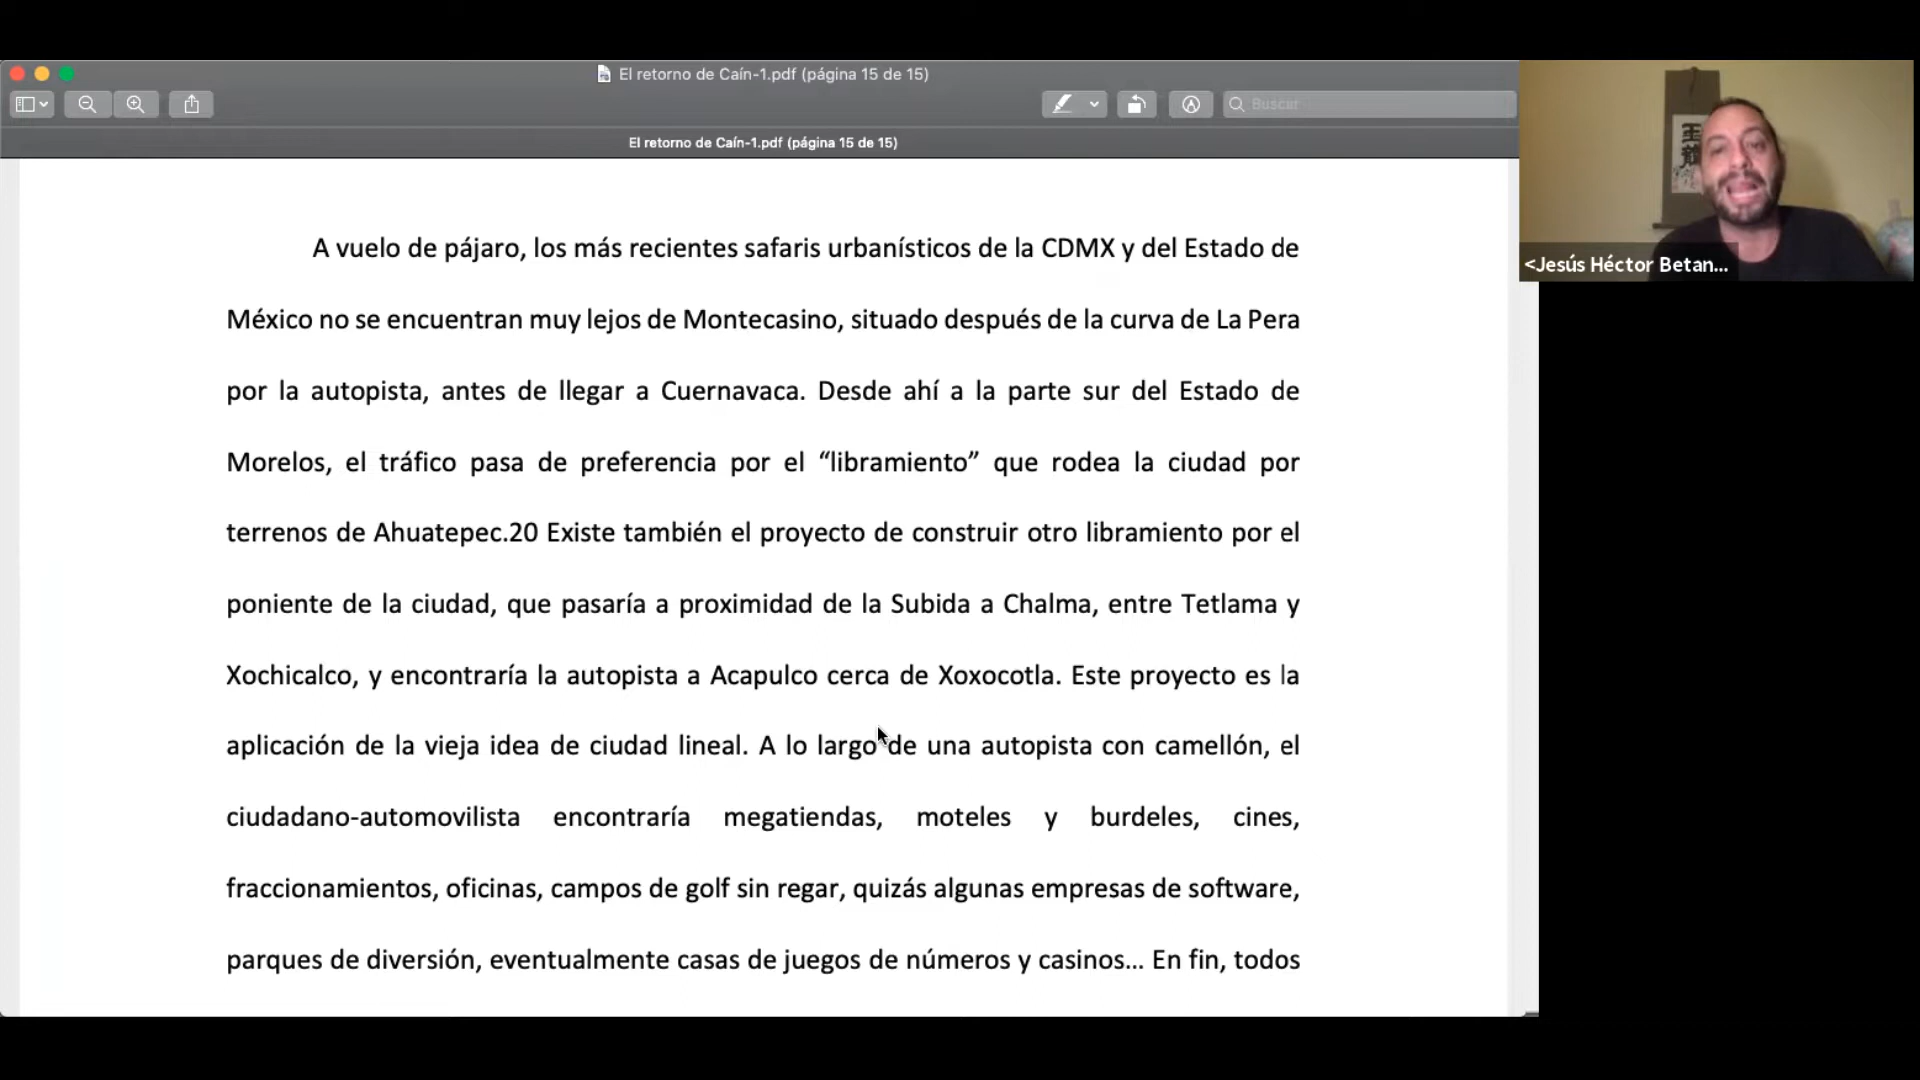 El retorno de Caín-1.pdf (página 15 de 15)
Buscar
El retorno de Caín-1.pdf (página 15 de 15)
A vuelo de pájaro, los más recientes safaris urbanísticos de la CDMX y del Estado de
México no se encuentran muy lejos de Montecasino, situado después de la curva de La Pera
por la autopista, antes de llegar a Cuernavaca. Desde ahí a la parte sur del Estado de
Morelos, el tráfico pasa de preferencia por el “libramiento” que rodea la ciudad por
terrenos de Ahuatepec.20 Existe también el proyecto de construir otro libramiento por el
poniente de la ciudad, que pasaría a proximidad de la Subida a Chalma, entre Tetlama y
Xochicalco, y encontraría la autopista a Acapulco cerca de Xoxocotla. Este proyecto es la
aplicación de la vieja idea de ciudad lineal. A lo largo de una autopista con camellón, el
ciudadano-automovilista encontraría megatiendas, moteles y burdeles, cines,
fraccionamientos, oficinas, campos de golf sin regar, quizás algunas empresas de software,
parques de diversión, eventualmente casas de juegos de números y casinos... En fin, todos
<Jesús Héctor Betan...